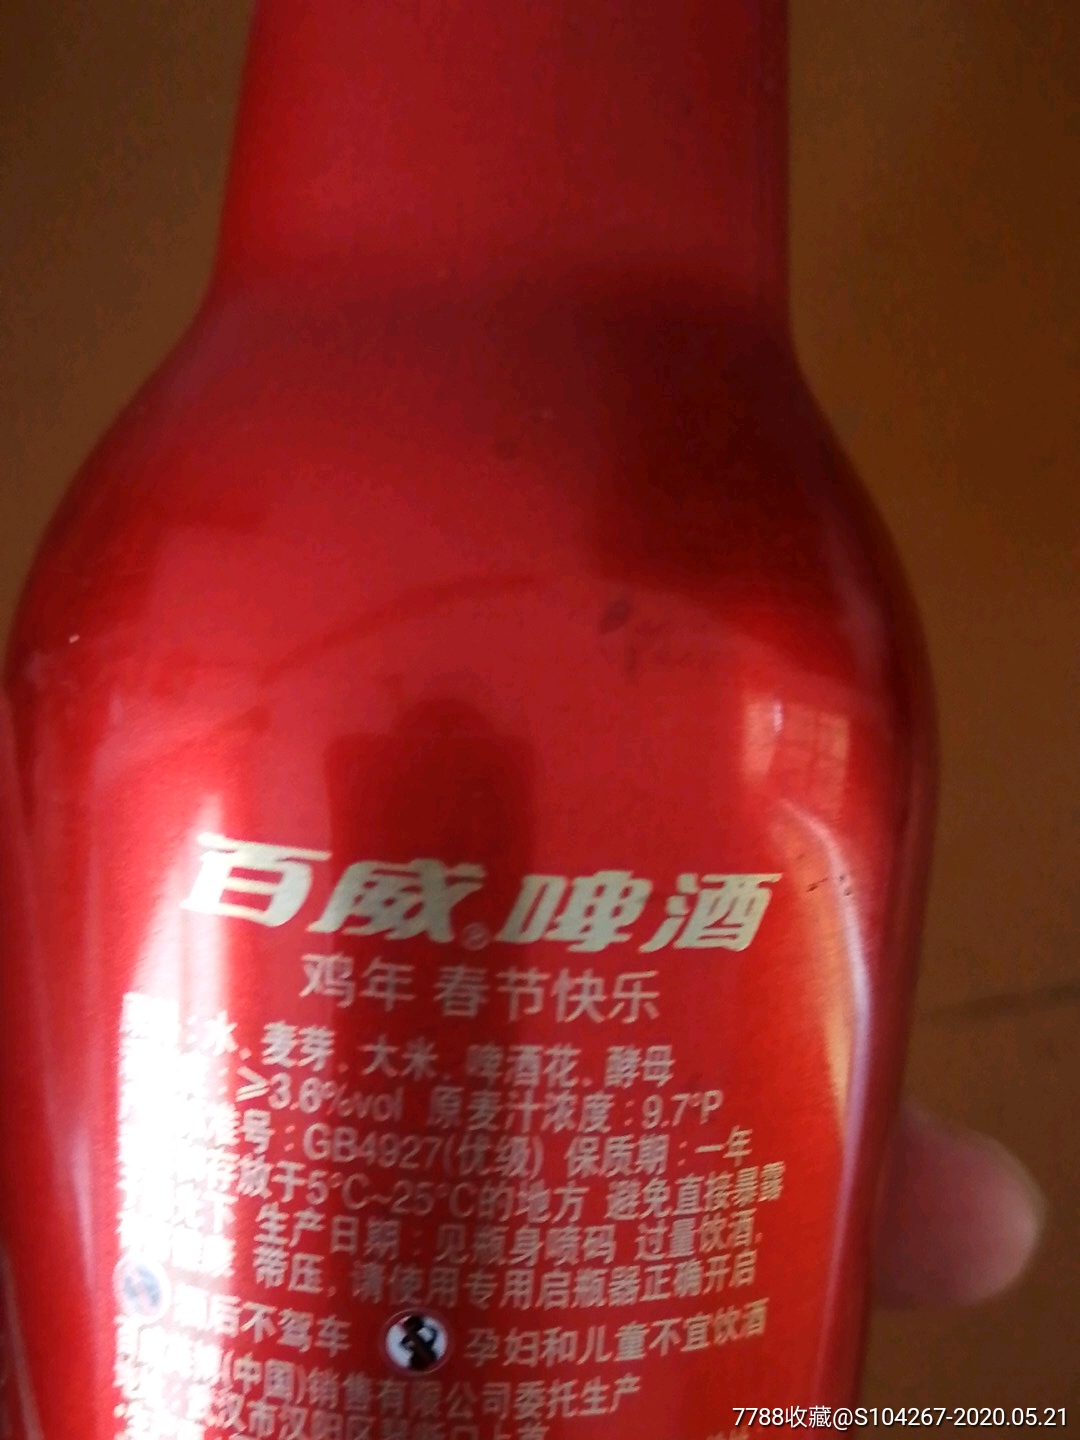 百威®啤酒
鸡年 春节快乐
:水、麦芽、大米、啤酒花、酵母
:≥3.6%vol 原麦汁浓度:9.7°P
准号:GB4927(优级) 保质期:一年
存放于5°C~25°C的地方 避免直接暴露
下 生产日期:见瓶身喷码 过量饮酒,
带压,请使用专用启瓶器正确开启
酒后不驾车 孕妇和儿童不宜饮酒
(中国)销售有限公司委托生产
武汉市汉阳区
7788收藏@S104267-2020.05.21